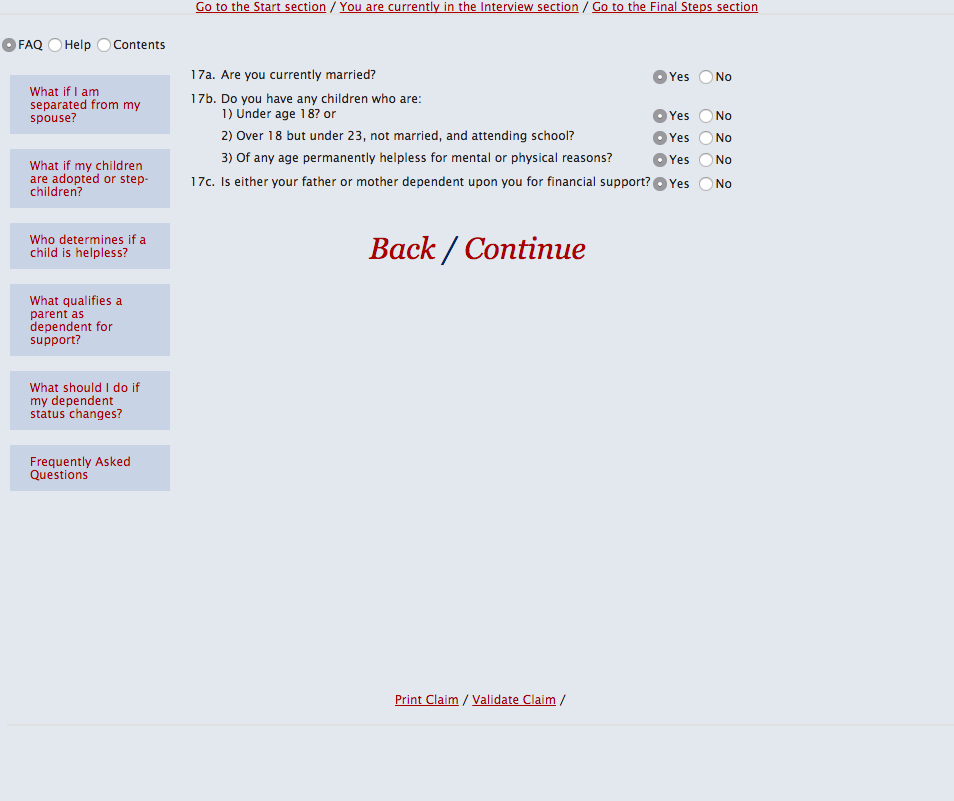 Go to the Start section / You are currently in the Interview section / Go to the Final Steps section
FAQ Help Contents
What if I am
separated from my
spouse?
What if my children
are adopted or step-
children?
Who determines if a
child is helpless?
What qualifies a
parent as
dependent for
support?
What should I do if
my dependent
status changes?
Frequently Asked
Questions
17a. Are you currently married? Yes No
17b. Do you have any children who are:
1) Under age 18? or Yes No
2) Over 18 but under 23, not married, and attending school? Yes No
3) Of any age permanently helpless for mental or physical reasons? Yes No
17c. Is either your father or mother dependent upon you for financial support? Yes No
Back / Continue
Print Claim / Validate Claim /